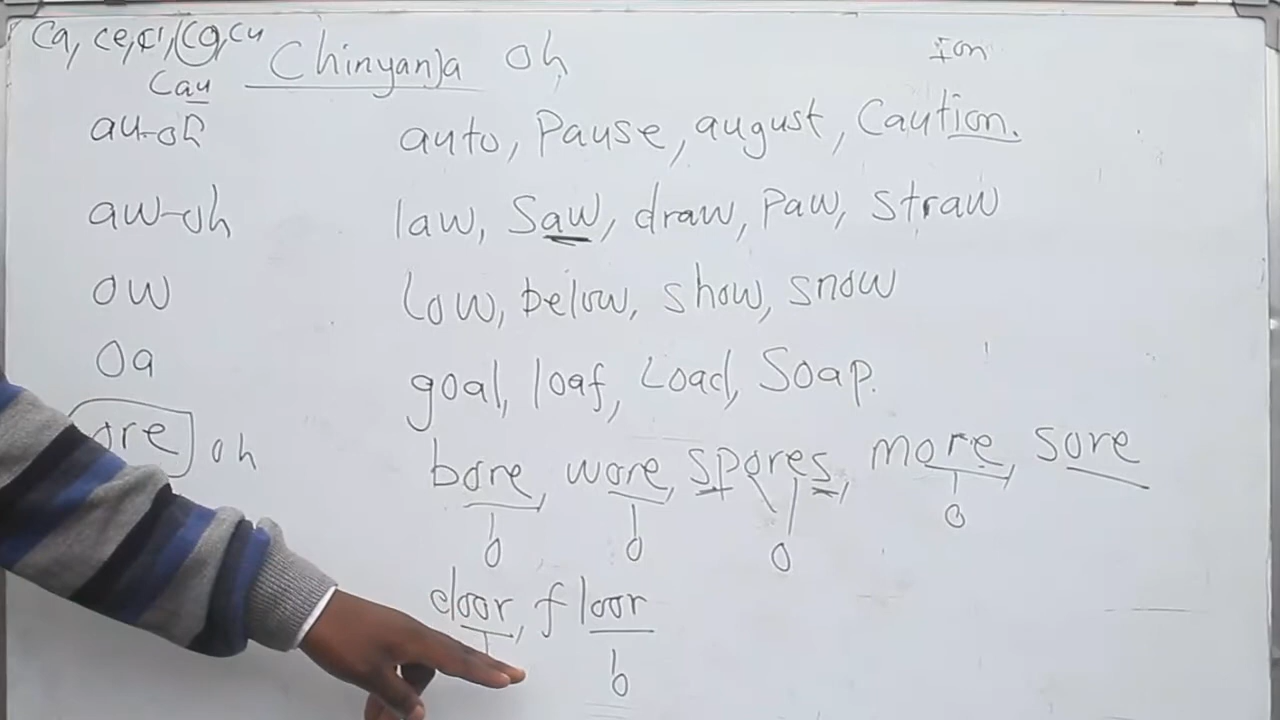 Ca, ce, ci, Co, Cu Chinyanja oh Ion
Cau
au-oh auto, Pause, august, Caution.
aw-oh law, Saw, draw, paw, straw
ow low, below, show, snow
Oa goal, loaf, Load, Soap.
ore oh bore, wore, spores, more, Sore
o o o o
door, floor
o